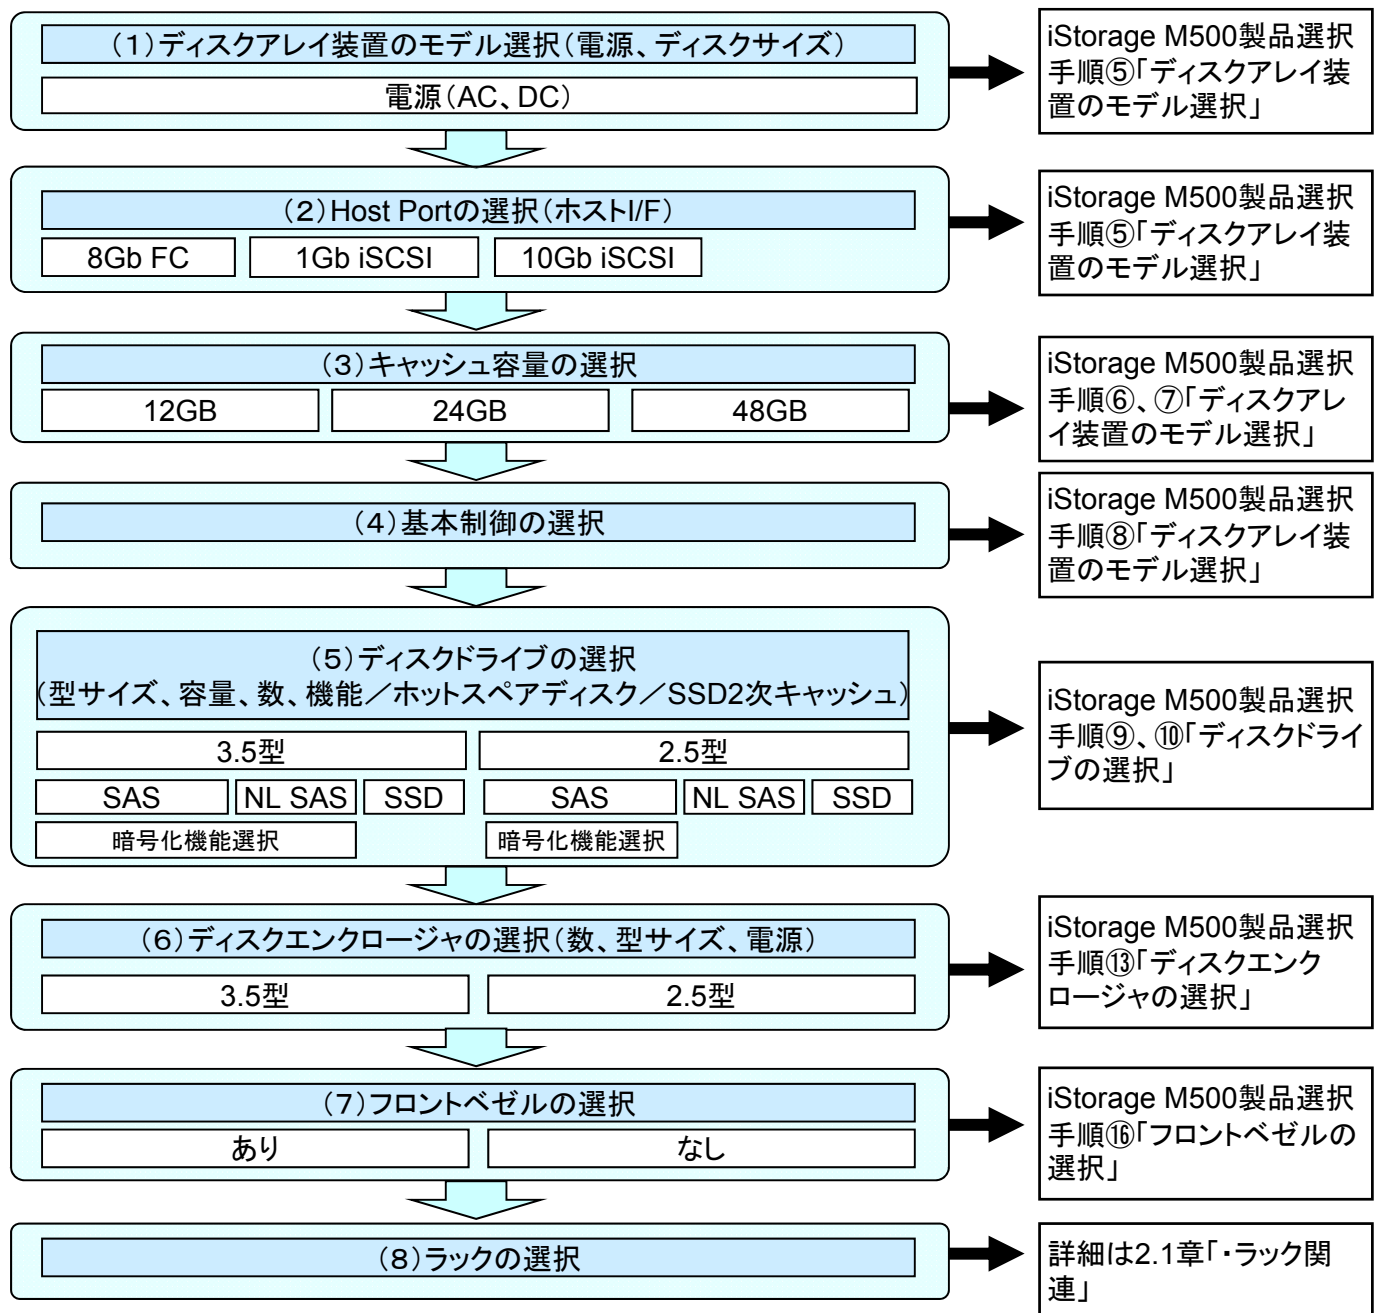 （１）ディスクアレイ装置のモデル選択（電源、ディスクサイズ）
電源（AC、DC）
iStorage M500製品選択
手順⑤「ディスクアレイ装
置のモデル選択」
（２）Host Portの選択（ホストI/F）
8Gb FC
1Gb iSCSI
10Gb iSCSI
iStorage M500製品選択
手順⑤「ディスクアレイ装
置のモデル選択」
（３）キャッシュ容量の選択
12GB
24GB
48GB
iStorage M500製品選択
手順⑥、⑦「ディスクアレ
イ装置のモデル選択」
（４）基本制御の選択
iStorage M500製品選択
手順⑧「ディスクアレイ装
置のモデル選択」
（５）ディスクドライブの選択
（型サイズ、容量、数、機能／ホットスペアディスク／SSD2次キャッシュ）
3.5型
2.5型
SAS
NL SAS
SSD
SAS
NL SAS
SSD
暗号化機能選択
暗号化機能選択
iStorage M500製品選択
手順⑨、⑩「ディスクドライ
ブの選択」
（６）ディスクエンクロージャの選択（数、型サイズ、電源）
3.5型
2.5型
iStorage M500製品選択
手順⑬「ディスクエンク
ロージャの選択」
（７）フロントベゼルの選択
あり
なし
iStorage M500製品選択
手順⑯「フロントベゼルの
選択」
（８）ラックの選択
詳細は2.1章「・ラック関
連」